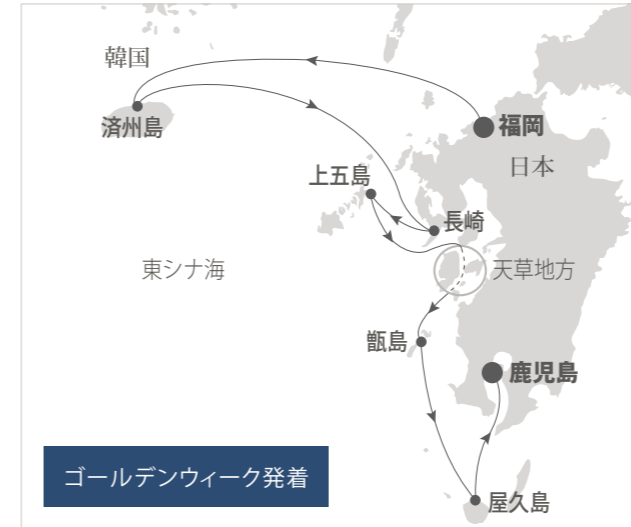 韓国
済州島
福岡
日本
上五島
長崎
東シナ海
天草地方
甑島
鹿児島
ゴールデンウィーク発着
屋久島